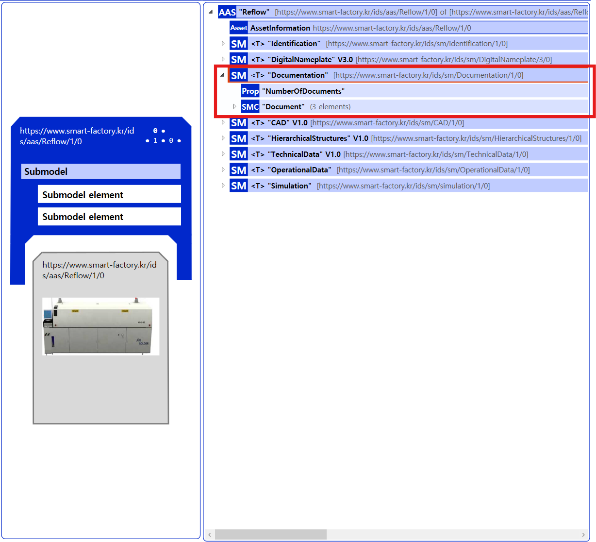 https://www.smart-factory.kr/id
s/aas/Reflow/1/0
0
1 0
Submodel
Submodel element
Submodel element
https://www.smart-factory.kr/id
s/aas/Reflow/1/0
AAS "Reflow" [https://www.smart-factory.kr/ids/aas/Reflow/1/0] of [https://www.smart-factory.kr/ids/aas/Refl
Asset AssetInformation https://www.smart-factory.kr/ids/aas/Reflow/1/0
SM <T> "Identification" [https://www.smart-factory.kr/ids/sm/Identification/1/0]
SM <T> "DigitalNameplate" V3.0 [https://www.smart-factory.kr/ids/sm/DigitalNameplate/3/0]
SM <T> "Documentation" [https://www.smart-factory.kr/ids/sm/Documentation/1/0]
Prop "NumberOfDocuments"
SMC "Document" (3 elements)
SM <T> "CAD" V1.0 [https://www.smart-factory.kr/ids/sm/CAD/1/0]
SM <T> "HierarchicalStructures" V1.0 [https://www.smart-factory.kr/ids/sm/HierarchicalStructures/1/0]
SM <T> "TechnicalData" V1.0 [https://www.smart-factory.kr/ids/sm/TechnicalData/1/0]
SM <T> "OperationalData" [https://www.smart-factory.kr/ids/sm/OperationalData/1/0]
SM <T> "Simulation" [https://www.smart-factory.kr/ids/sm/simulation/1/0]